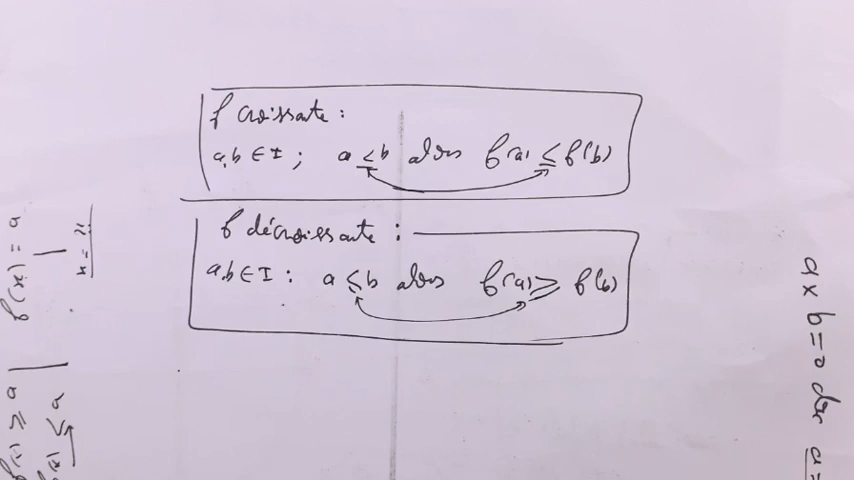 f croissante :
a,b ∈ I ; a ≤ b alors f(a) ≤ f(b)
f décroissante :
a,b ∈ I : a ≤ b alors f(a) ≥ f(b)
f(x) = a
f(x) ≥ a
f(x) ≤ a
a x b = 0